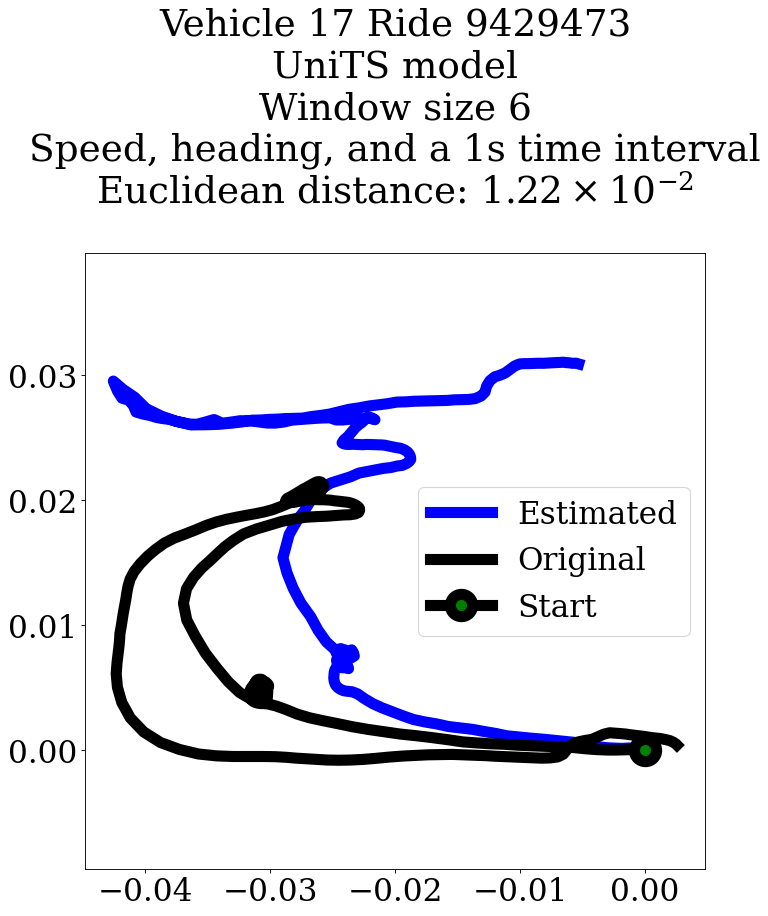 Vehicle 17 Ride 9429473
UniTS model
Window size 6
Speed, heading, and a 1s time interval
Euclidean distance: 1.22 × 10⁻²
0.03
0.02
0.01
0.00
Estimated
Original
Start
−0.04 −0.03 −0.02 −0.01 0.00